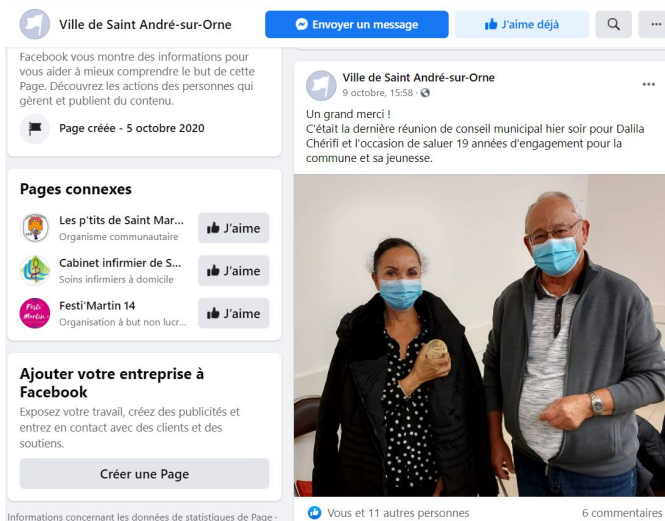 Ville de Saint André-sur-Orne
Envoyer un message
J'aime déjà
Facebook vous montre des informations pour
vous aider à mieux comprendre le but de cette
Page. Découvrez les actions des personnes qui
gèrent et publient du contenu.
Page créée - 5 octobre 2020
Pages connexes
Les p'tits de Saint Mar...
Organisme communautaire
J'aime
Cabinet infirmier de S...
Soins infirmiers à domicile
J'aime
Festi'Martin 14
Organisation à but non lucr...
J'aime
Ajouter votre entreprise à
Facebook
Exposez votre travail, créez des publicités et
entrez en contact avec des clients et des
soutiens.
Créer une Page
Informations concernant les données de statistiques de Page ·
Ville de Saint André-sur-Orne
9 octobre, 15:58 ·
Un grand merci !
C'était la dernière réunion de conseil municipal hier soir pour Dalila
Chérifi et l'occasion de saluer 19 années d'engagement pour la
commune et sa jeunesse.
Vous et 11 autres personnes
6 commentaires